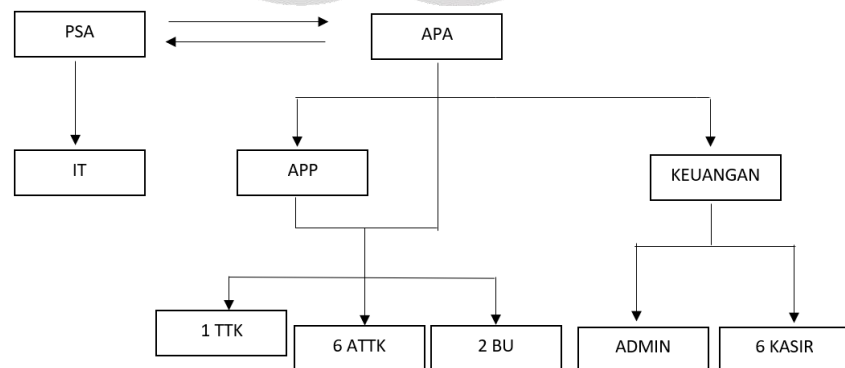 PSA
APA
IT
APP
KEUANGAN
1 TTK
6 ATTK
2 BU
ADMIN
6 KASIR